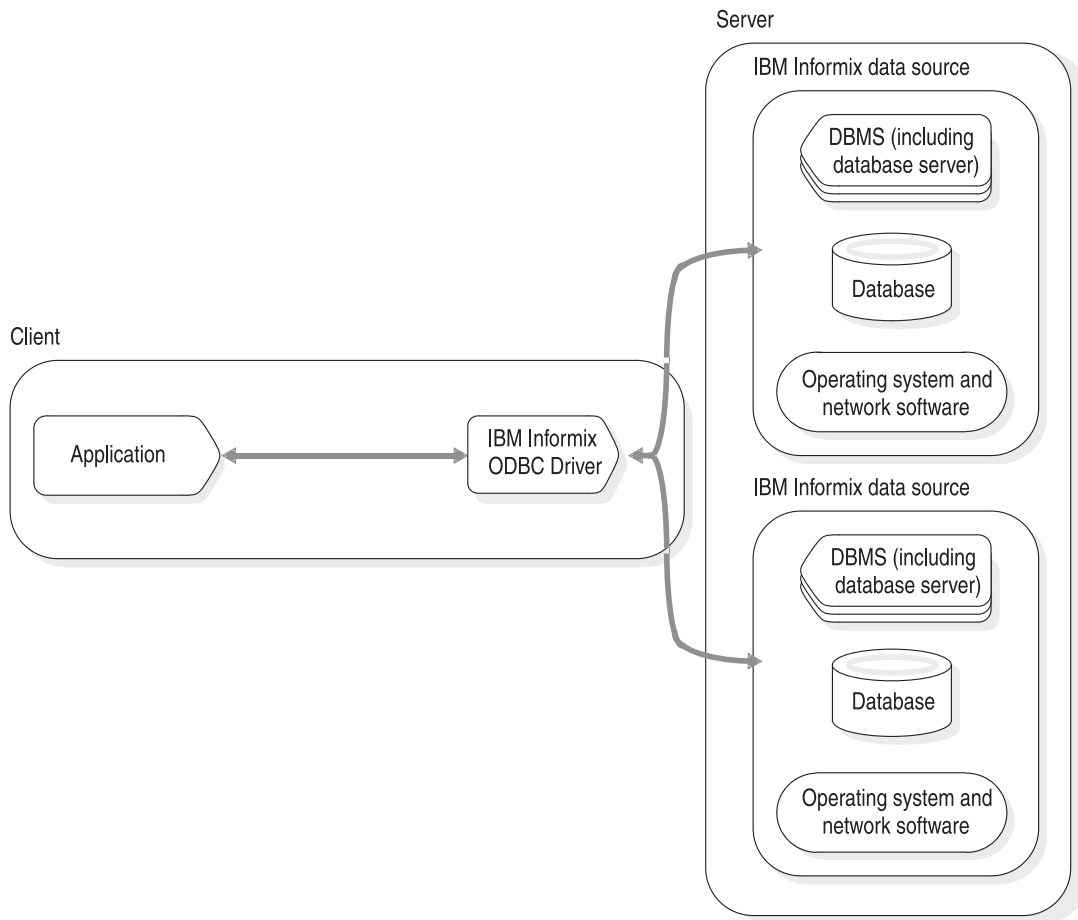 Server
IBM Informix data source
DBMS (including
database server)
Database
Operating system and
network software
Client
Application
IBM Informix
ODBC Driver
IBM Informix data source
DBMS (including
database server)
Database
Operating system and
network software